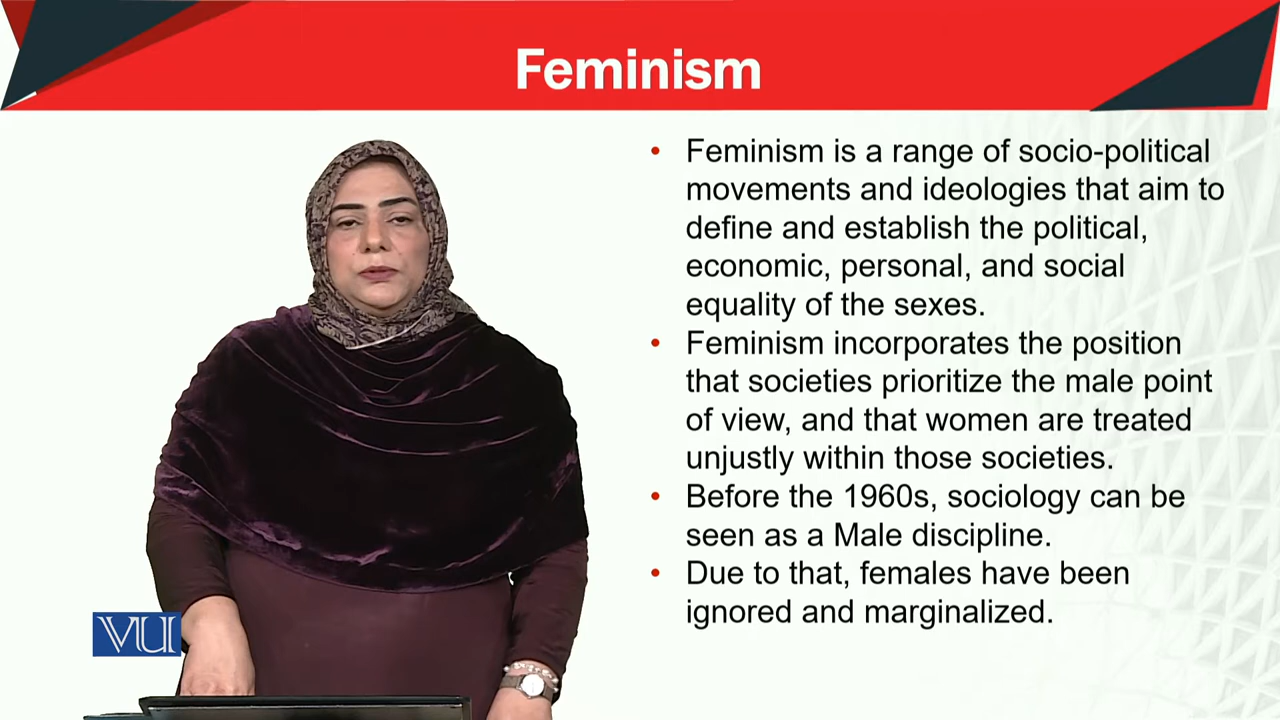 Feminism
• Feminism is a range of socio-political
movements and ideologies that aim to
define and establish the political,
economic, personal, and social
equality of the sexes.
• Feminism incorporates the position
that societies prioritize the male point
of view, and that women are treated
unjustly within those societies.
• Before the 1960s, sociology can be
seen as a Male discipline.
• Due to that, females have been
ignored and marginalized.
VU